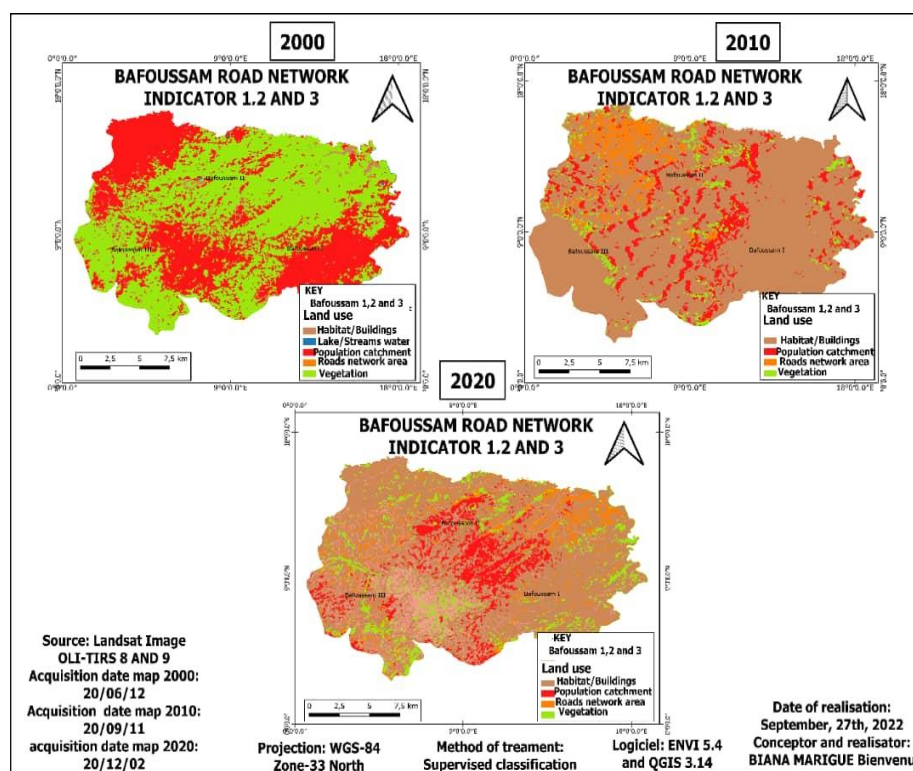 2000
BAFOUSSAM ROAD NETWORK
INDICATOR 1.2 AND 3
KEY
Bafoussam 1,2 and 3
Land use
Habitat/Buildings
Lake/Streams water
Population catchment
Roads network area
Vegetation
0 2,5 5 7,5 km
2010
BAFOUSSAM ROAD NETWORK
INDICATOR 1.2 AND 3
Bafoussam III
Bafoussam I
KEY
Bafoussam 1,2 and 3
Land use
Habitat/Buildings
Population catchment
Roads network area
Vegetation
0 2,5 5 7,5 km
2020
BAFOUSSAM ROAD NETWORK
INDICATOR 1.2 AND 3
Bafoussam III
Bafoussam I
KEY
Bafoussam 1,2 and 3
Land use
Habitat/Buildings
Population catchment
Roads network area
Vegetation
0 2,5 5 7,5 km
Source: Landsat Image
OLI-TIRS 8 AND 9
Acquisition date map 2000:
20/06/12
Acquisition date map 2010:
20/09/11
acquisition date map 2020:
20/12/02
Projection: WGS-84
Zone-33 North
Method of treament:
Supervised classification
Logiciel: ENVI 5.4
and QGIS 3.14
Date of realisation:
September, 27th, 2022
Conceptor and realisator:
BIANA MARIGUE Bienvenu